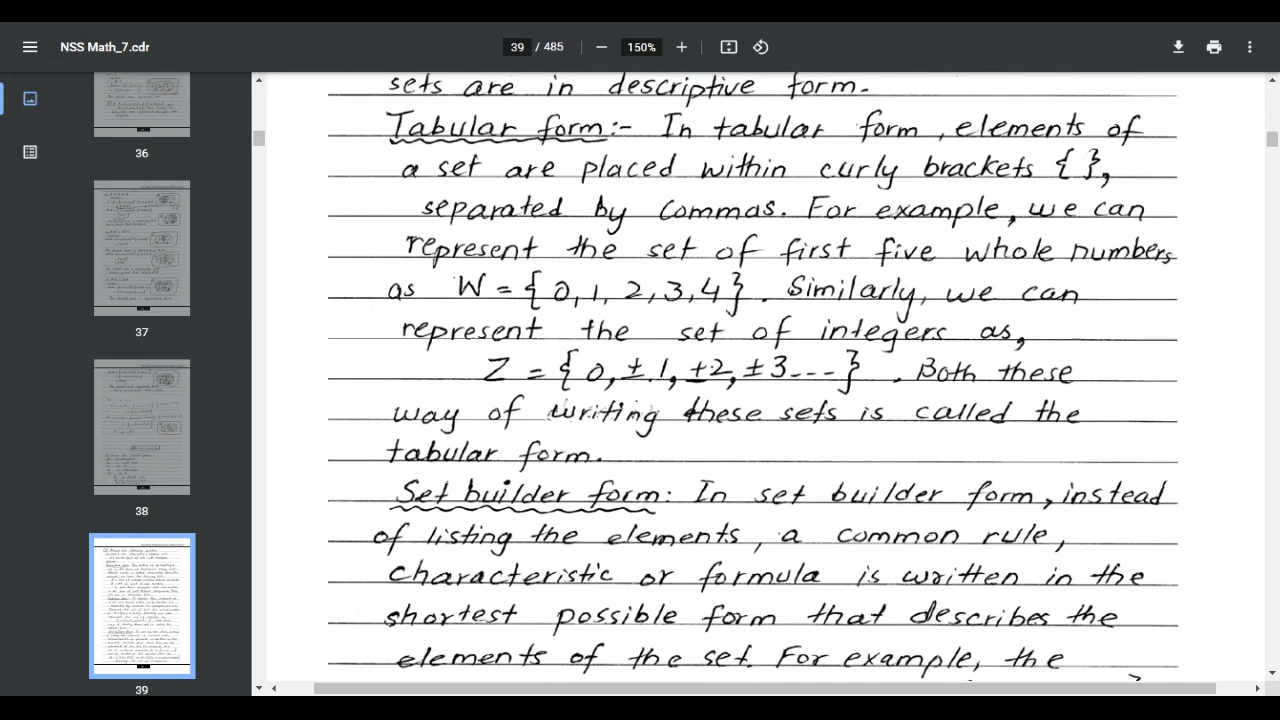 NSS Math_7.cdr
39 / 485
150%
36
37
38
39
sets are in descriptive form.
Tabular form:- In tabular form, elements of
a set are placed within curly brackets { },
separated by commas. For example, we can
represent the set of first five whole numbers
as W = { 0, 1, 2, 3, 4 }. Similarly, we can
represent the set of integers as,
Z = { 0, ± 1, ±2, ±3--- } . Both these
way of writing these sets is called the
tabular form.
Set builder form: In set builder form, instead
of listing the elements, a common rule,
characteristic or formula is written in the
shortest possible form that describes the
elements of the set. For example, the